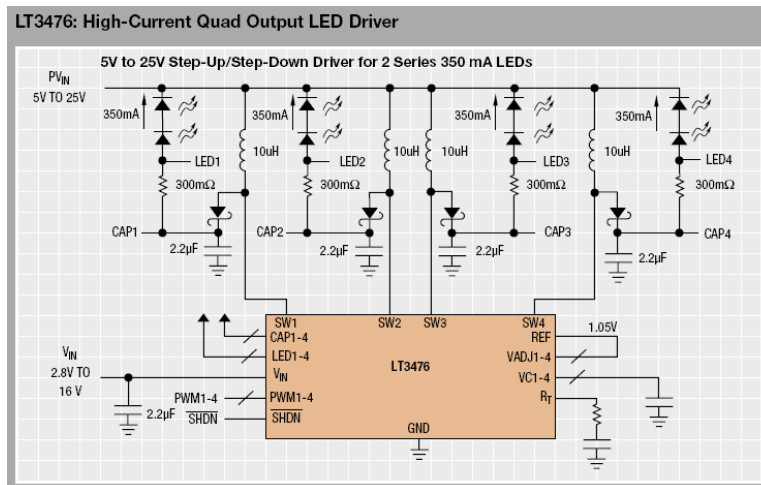 LT3476: High-Current Quad Output LED Driver
5V to 25V Step-Up/Step-Down Driver for 2 Series 350 mA LEDs
PVIN
5V TO 25V
350mA
350mA
350mA
350mA
LED1
10uH
LED2
10uH
10uH
LED3
10uH
LED4
300mΩ
300mΩ
300mΩ
300mΩ
CAP1
CAP2
CAP3
CAP4
2.2µF
2.2µF
2.2µF
2.2µF
SW1
SW2
SW3
SW4
CAP1-4
REF
1.05V
LED1-4
LT3476
VADJ1-4
VIN
2.8V TO
16 V
VIN
VC1-4
PWM1-4
PWM1-4
RT
2.2µF
SHDN
SHDN
GND